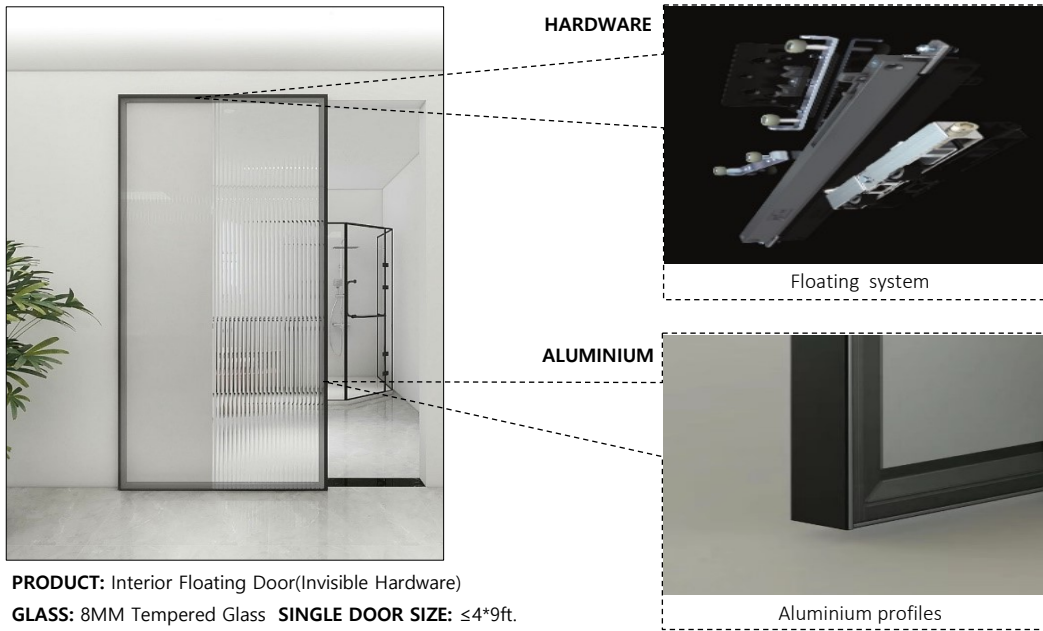 HARDWARE
Floating system
ALUMINIUM
Aluminium profiles
PRODUCT: Interior Floating Door(Invisible Hardware)
GLASS: 8MM Tempered Glass SINGLE DOOR SIZE: ≤4*9ft.